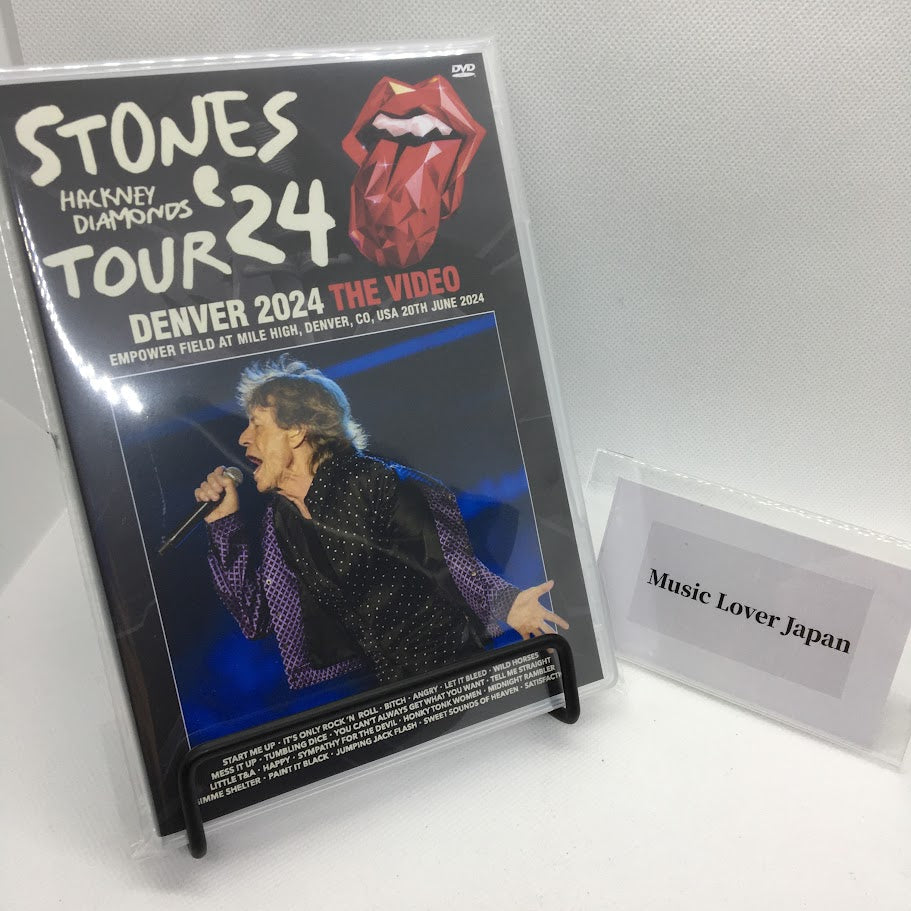 DVD
STONES
HACKNEY
DIAMONDS
TOUR '24
DENVER 2024 THE VIDEO
EMPOWER FIELD AT MILE HIGH, DENVER, CO, USA 20TH JUNE 2024
START ME UP · IT'S ONLY ROCK 'N ROLL · BITCH · ANGRY · LET IT BLEED · WILD HORSES
MESS IT UP · TUMBLING DICE · YOU CAN'T ALWAYS GET WHAT YOU WANT · TELL ME STRAIGHT
LITTLE T&A · HAPPY · SYMPATHY FOR THE DEVIL · HONKY TONK WOMEN · MIDNIGHT RAMBLER
GIMME SHELTER · PAINT IT BLACK · JUMPING JACK FLASH · SWEET SOUNDS OF HEAVEN · SATISFACT
Music Lover Japan